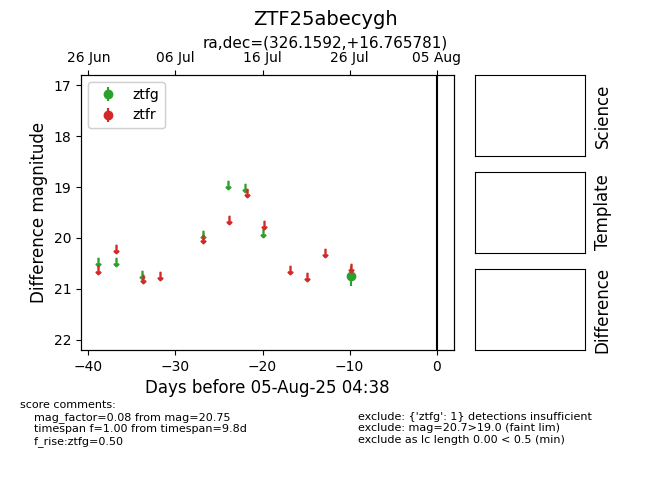 ZTF25abecygh
ra,dec=(326.1592,+16.765781)
26 Jun 06 Jul 16 Jul 26 Jul 05 Aug
ztfg
ztfr
17
18
19
20
21
22
Difference magnitude
−40 −30 −20 −10 0
Days before 05-Aug-25 04:38
Science
Template
Difference
score comments:
mag_factor=0.08 from mag=20.75
timespan f=1.00 from timespan=9.8d
f_rise:ztfg=0.50
exclude: {'ztfg': 1} detections insufficient
exclude: mag=20.7>19.0 (faint lim)
exclude as lc length 0.00 < 0.5 (min)